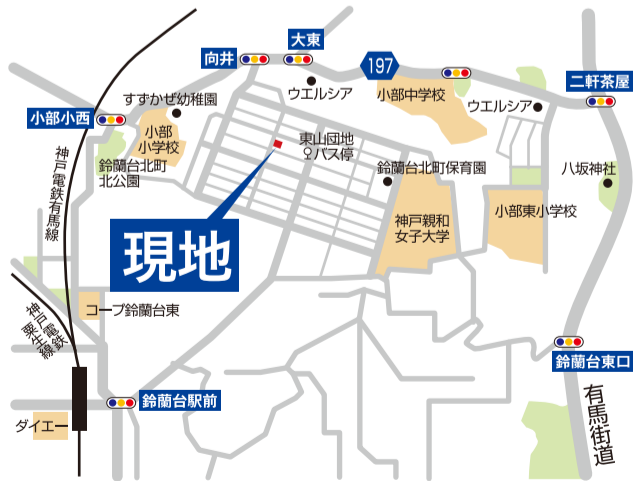 大東
向井
197
二軒茶屋
ウエルシア
小部中学校
ウエルシア
すずかぜ幼稚園
小部小西
小部
小学校
東山団地
バス停
鈴蘭台北町
北公園
鈴蘭台北町保育園
八坂神社
神戸電鉄有馬線
神戸親和
女子大学
小部東小学校
現地
コープ鈴蘭台東
神戸電鉄
粟生線
鈴蘭台東口
鈴蘭台駅前
有馬街道
ダイエー